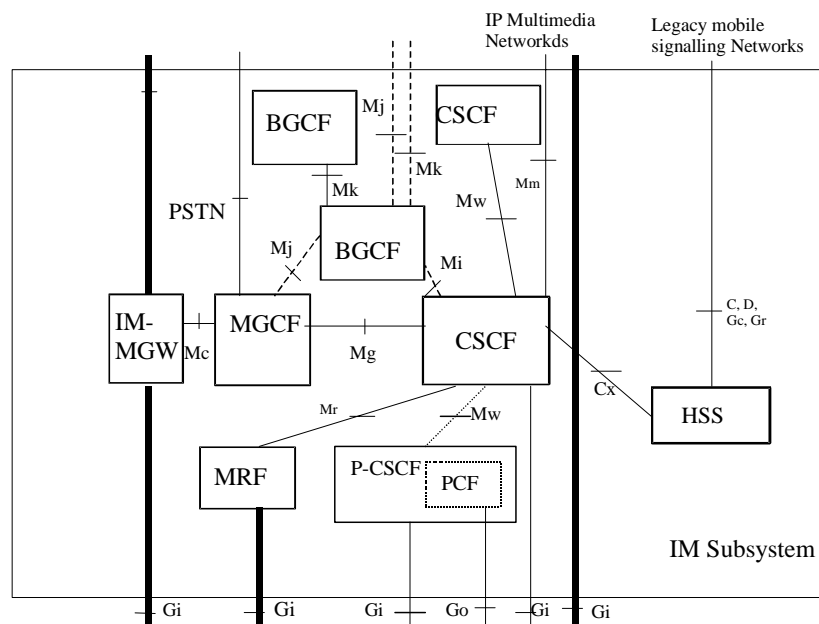 IP Multimedia
Networkds
Legacy mobile
signalling Networks
BGCF
Mj
CSCF
Mk
Mk
Mm
Mw
PSTN
Mj
BGCF
Mi
IM-
MGW
Mc
MGCF
Mg
CSCF
C, D,
Gc, Gr
Cx
HSS
Mr
Mw
MRF
P-CSCF
PCF
IM Subsystem
Gi
Gi
Gi
Go
Gi
Gi